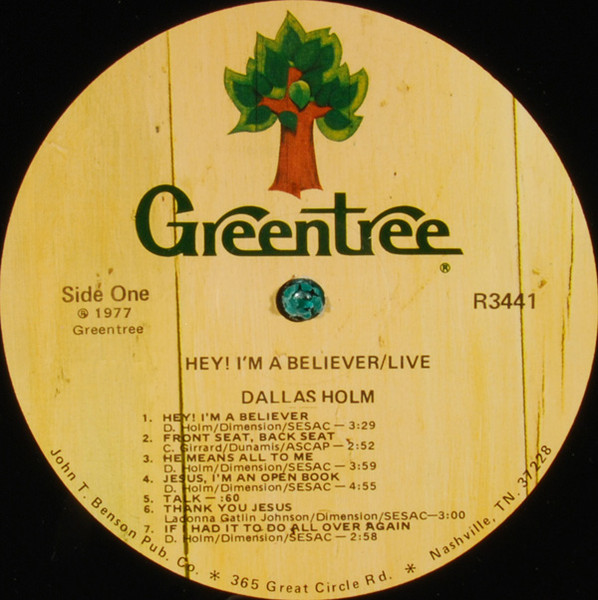 Greentree
®
Side One
℗ 1977
Greentree
R3441
HEY! I'M A BELIEVER/LIVE
DALLAS HOLM
1. HEY! I'M A BELIEVER
D. Holm/Dimension/SESAC — 3:29
2. FRONT SEAT, BACK SEAT
C. Girrard/Dunamis/ASCAP — 2:52
3. HE MEANS ALL TO ME
D. Holm/Dimension/SESAC — 3:59
4. JESUS, I'M AN OPEN BOOK
D. Holm/Dimension/SESAC — 4:55
5. TALK — :60
6. THANK YOU JESUS
Ladonna Gatlin Johnson/Dimension/SESAC—3:00
7. IF I HAD IT TO DO ALL OVER AGAIN
D. Holm/Dimension/SESAC — 2:58
John T. Benson Pub. Co. * 365 Great Circle Rd. * Nashville, TN. 37228